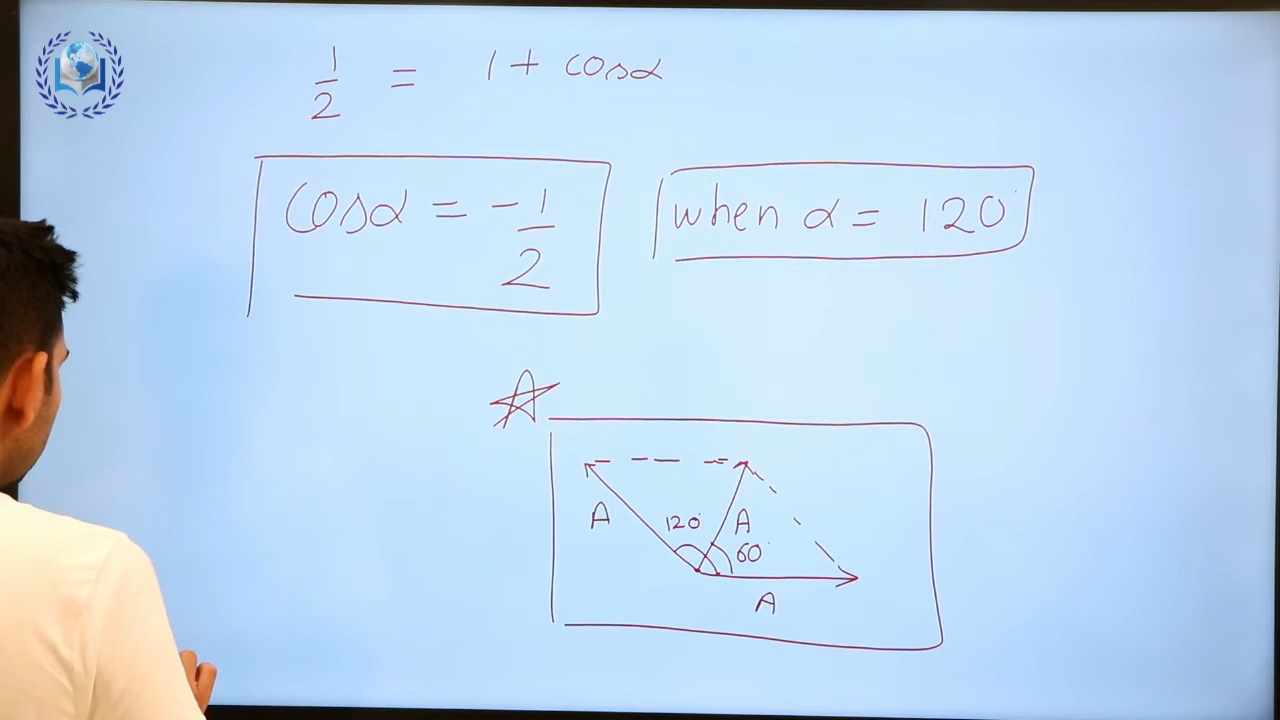 1/2 = 1 + cosα
cosα = -1/2
when α = 120°
A
120°
A
60°
A